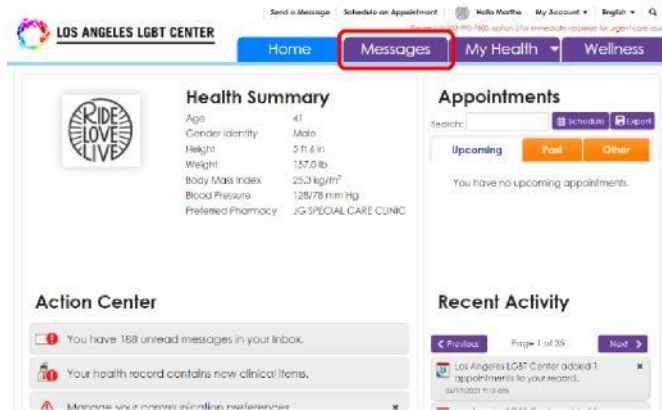 Send a Message Schedule an Appointment Hello Martha My Account English
LOS ANGELES LGBT CENTER
Home Messages My Health Wellness
RIDE
LOVE
LIVE
Health Summary
Age 41
Gender Identity Male
Height 5 ft 6 in
Weight 157.0 lb
Body Mass Index 25.3 kg/m²
Blood Pressure 128/78 mm Hg
Preferred Pharmacy JG SPECIAL CARE CLINIC
Appointments
Search: Schedule Export
Upcoming Past Other
You have no upcoming appointments.
Action Center
You have 188 unread messages in your inbox.
Your health record contains new clinical items.
Manage your communication preferences
Recent Activity
Previous Page 1 of 35 Next
Los Angeles LGBT Center added 1
appointments to your record.